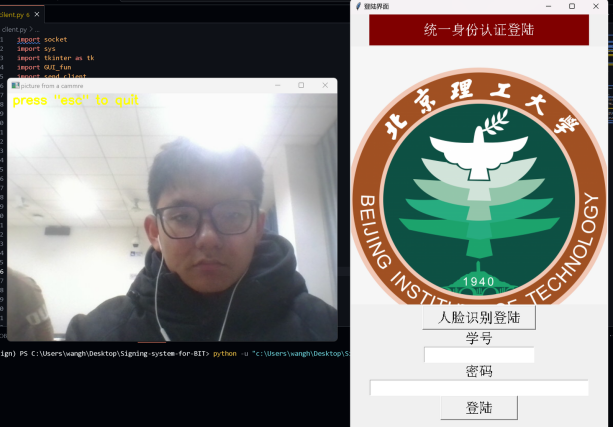 client.py 6
client.py > ...
1 import socket
2 import sys
3 import tkinter as tk
4 import GUI_fun
5 import send_client
picture from a cammre
press "esc" to quit
登陆界面
统一身份认证登陆
北京理工大学
BEIJING INSTITUTE OF TECHNOLOGY
1940
人脸识别登陆
学号
密码
登陆
ign) PS C:\Users\wangh\Desktop\Signing-system-for-BIT> python -u "c:\Users\wangh\Desktop\Si